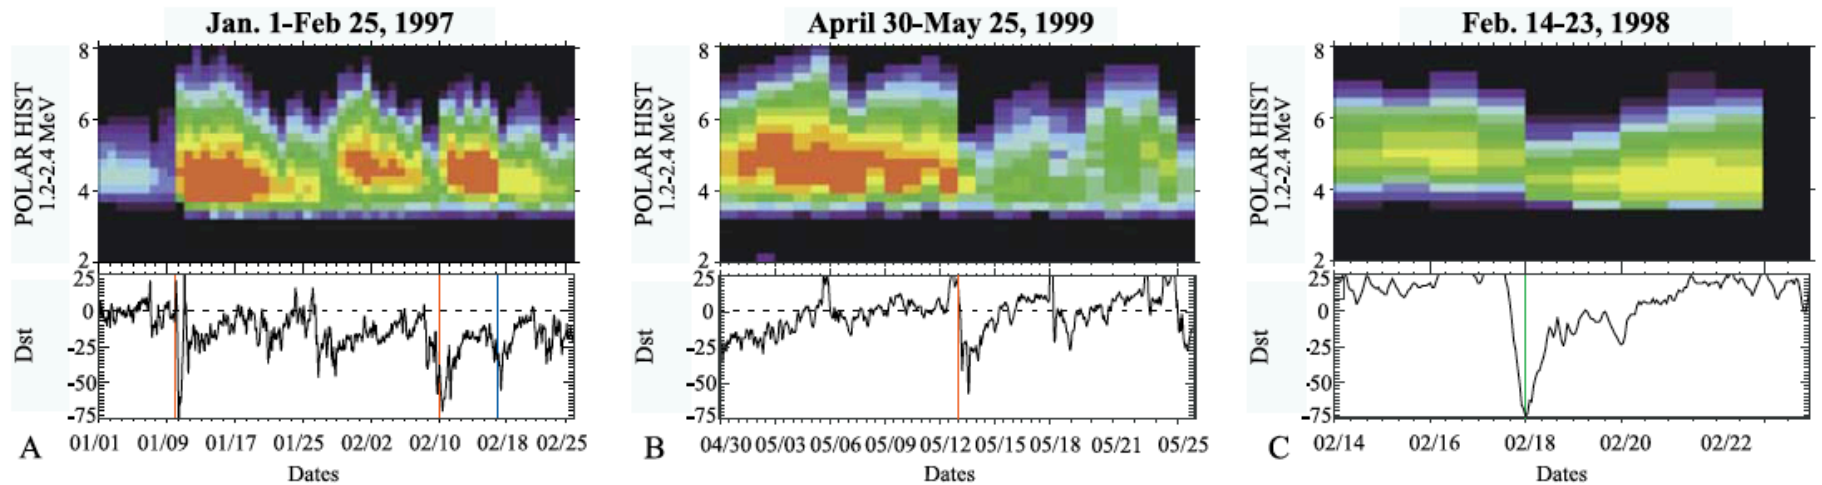 Jan. 1-Feb 25, 1997
8
6
4
2
POLAR HIST
1.2-2.4 MeV
25
0
-25
-50
-75
Dst
01/01 01/09 01/17 01/25 02/02 02/10 02/18 02/25
A
Dates
April 30-May 25, 1999
8
6
4
2
POLAR HIST
1.2-2.4 MeV
25
0
-25
-50
-75
Dst
04/30 05/03 05/06 05/09 05/12 05/15 05/18 05/21 05/25
B
Dates
Feb. 14-23, 1998
8
6
4
2
POLAR HIST
1.2-2.4 MeV
25
0
-25
-50
-75
Dst
02/14 02/16 02/18 02/20 02/22
C
Dates